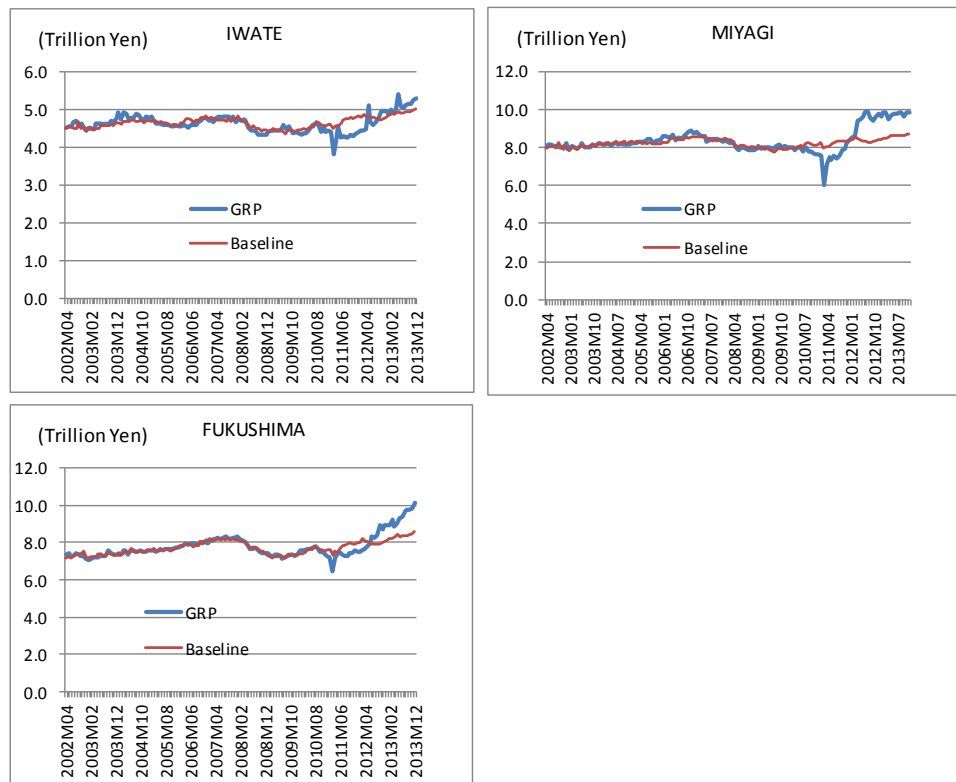 (Trillion Yen)
IWATE
6.0
5.0
4.0
3.0
2.0
1.0
0.0
GRP
Baseline
2002M04
2003M02
2003M12
2004M10
2005M08
2006M06
2007M04
2008M02
2008M12
2009M10
2010M08
2011M06
2012M04
2013M02
2013M12
(Trillion Yen)
MIYAGI
12.0
10.0
8.0
6.0
4.0
2.0
0.0
GRP
Baseline
2002M04
2003M01
2003M10
2004M07
2005M04
2006M01
2006M10
2007M07
2008M04
2009M01
2009M10
2010M07
2011M04
2012M01
2012M10
2013M07
(Trillion Yen)
FUKUSHIMA
12.0
10.0
8.0
6.0
4.0
2.0
0.0
GRP
Baseline
2002M04
2003M02
2003M12
2004M10
2005M08
2006M06
2007M04
2008M02
2008M12
2009M10
2010M08
2011M06
2012M04
2013M02
2013M12